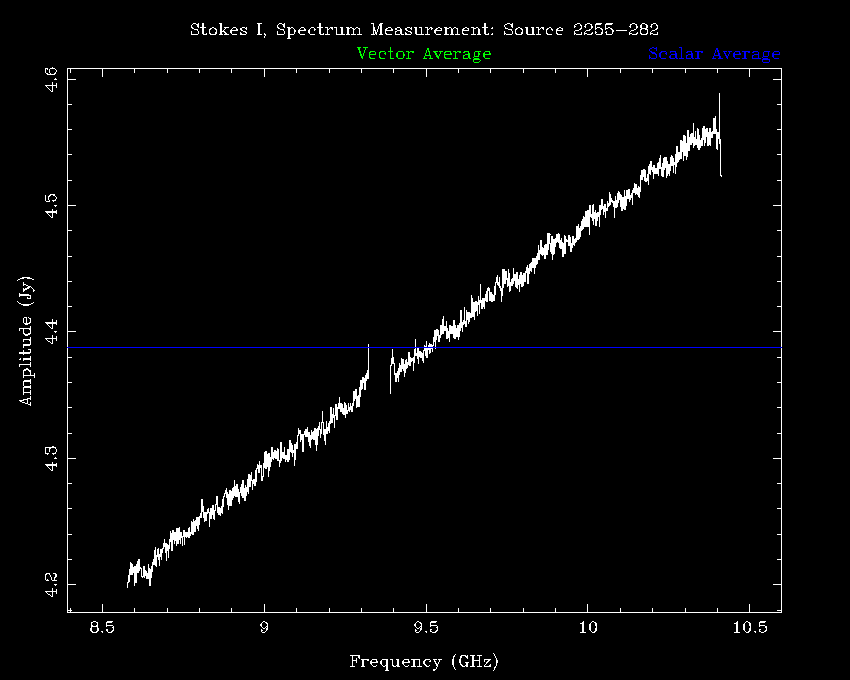 Stokes I, Spectrum Measurement: Source 2255−282
Vector Average Scalar Average
4.6
4.5
4.4
4.3
4.2
Amplitude (Jy)
8.5 9 9.5 10 10.5
Frequency (GHz)